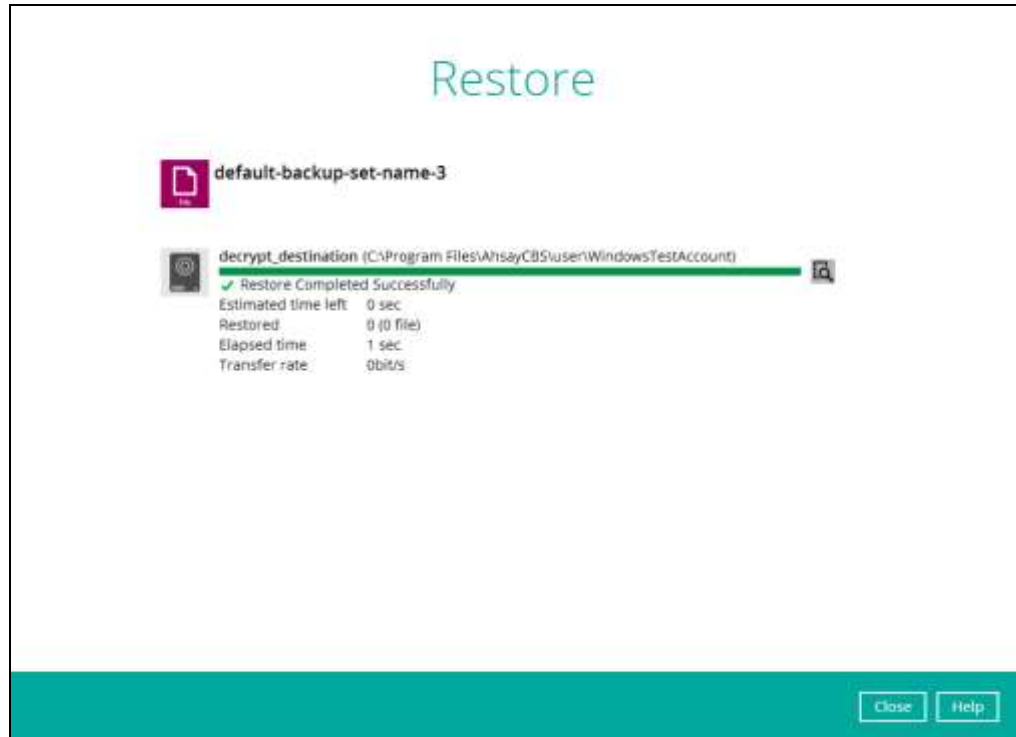 Restore
default-backup-set-name-3
File
decrypt_destination (C:\Program Files\AhsayCBS\user\WindowsTestAccount)
Restore Completed Successfully
Estimated time left 0 sec
Restored 0 (0 file)
Elapsed time 1 sec
Transfer rate 0bit/s
Close Help